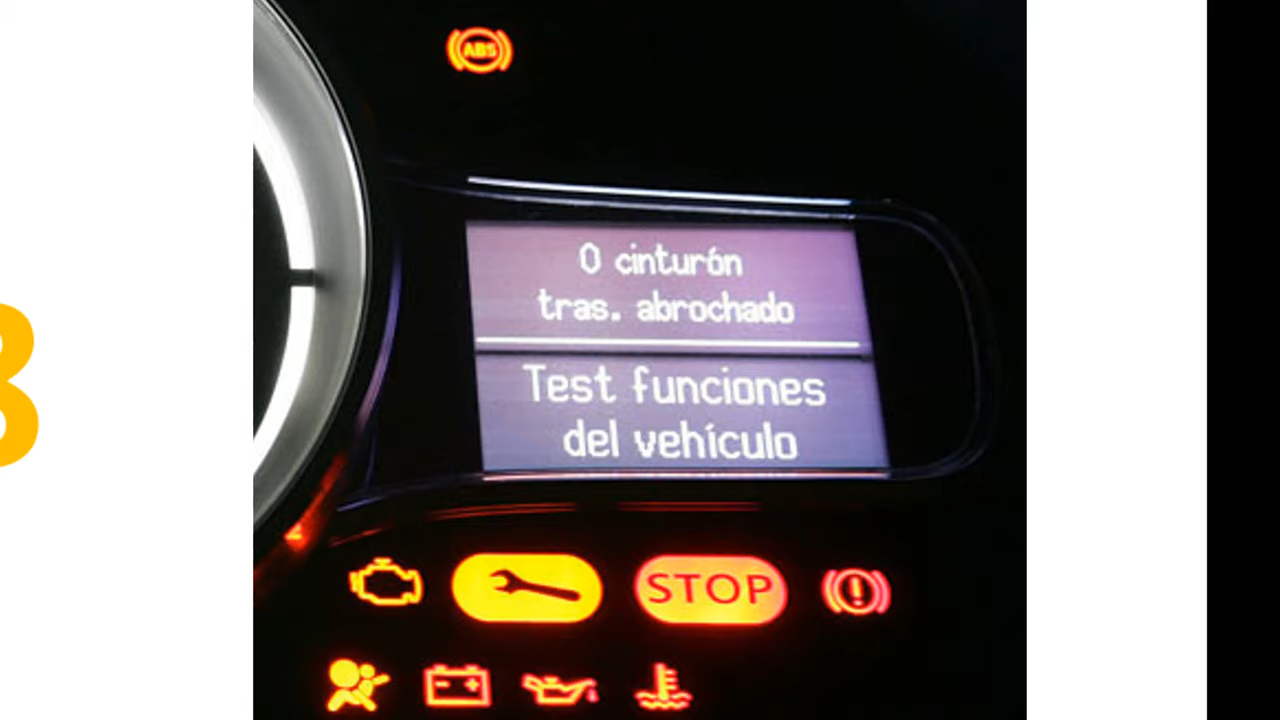 ABS
0 cinturón
tras. abrochado
Test funciones
del vehículo
STOP